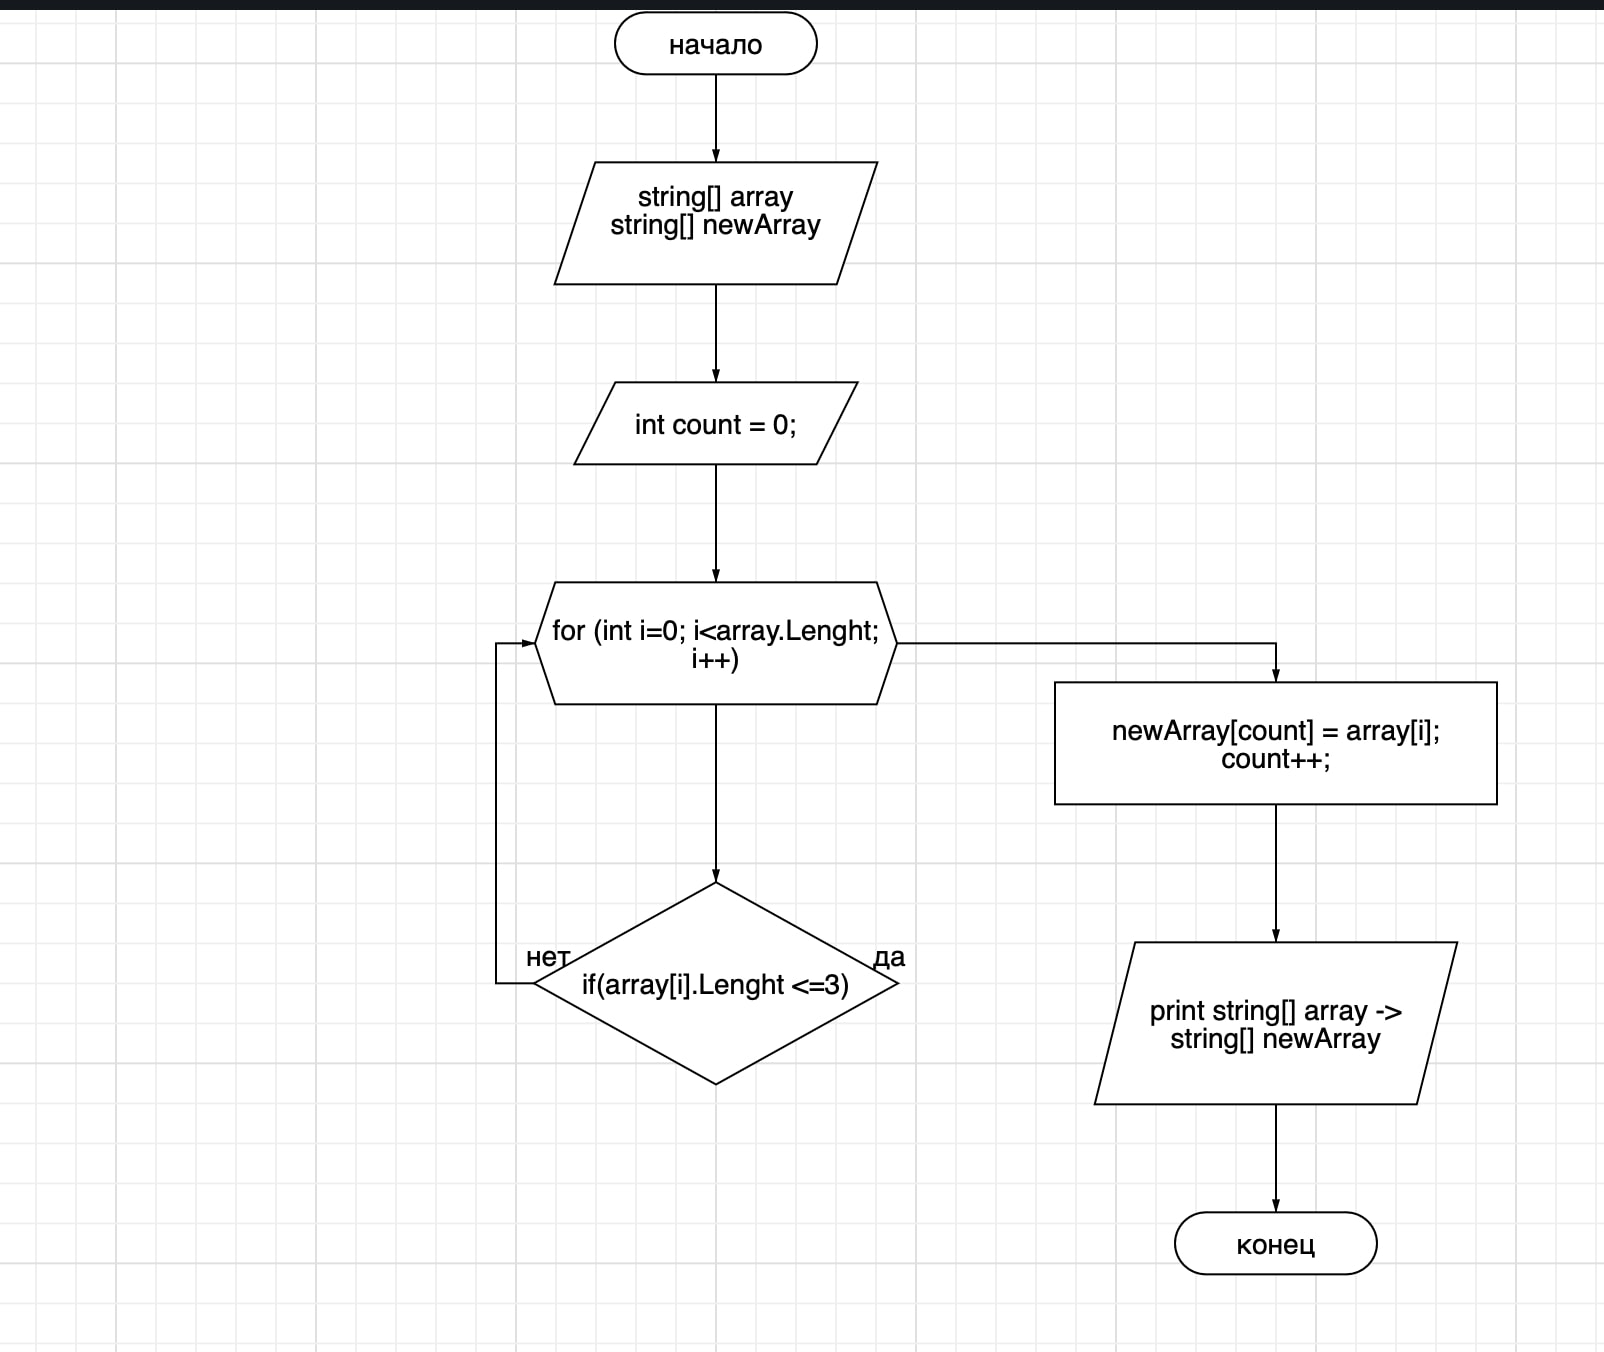 начало
string[] array
string[] newArray
int count = 0;
for (int i=0; i<array.Lenght;
i++)
newArray[count] = array[i];
count++;
нет
да
if(array[i].Lenght <=3)
print string[] array ->
string[] newArray
конец